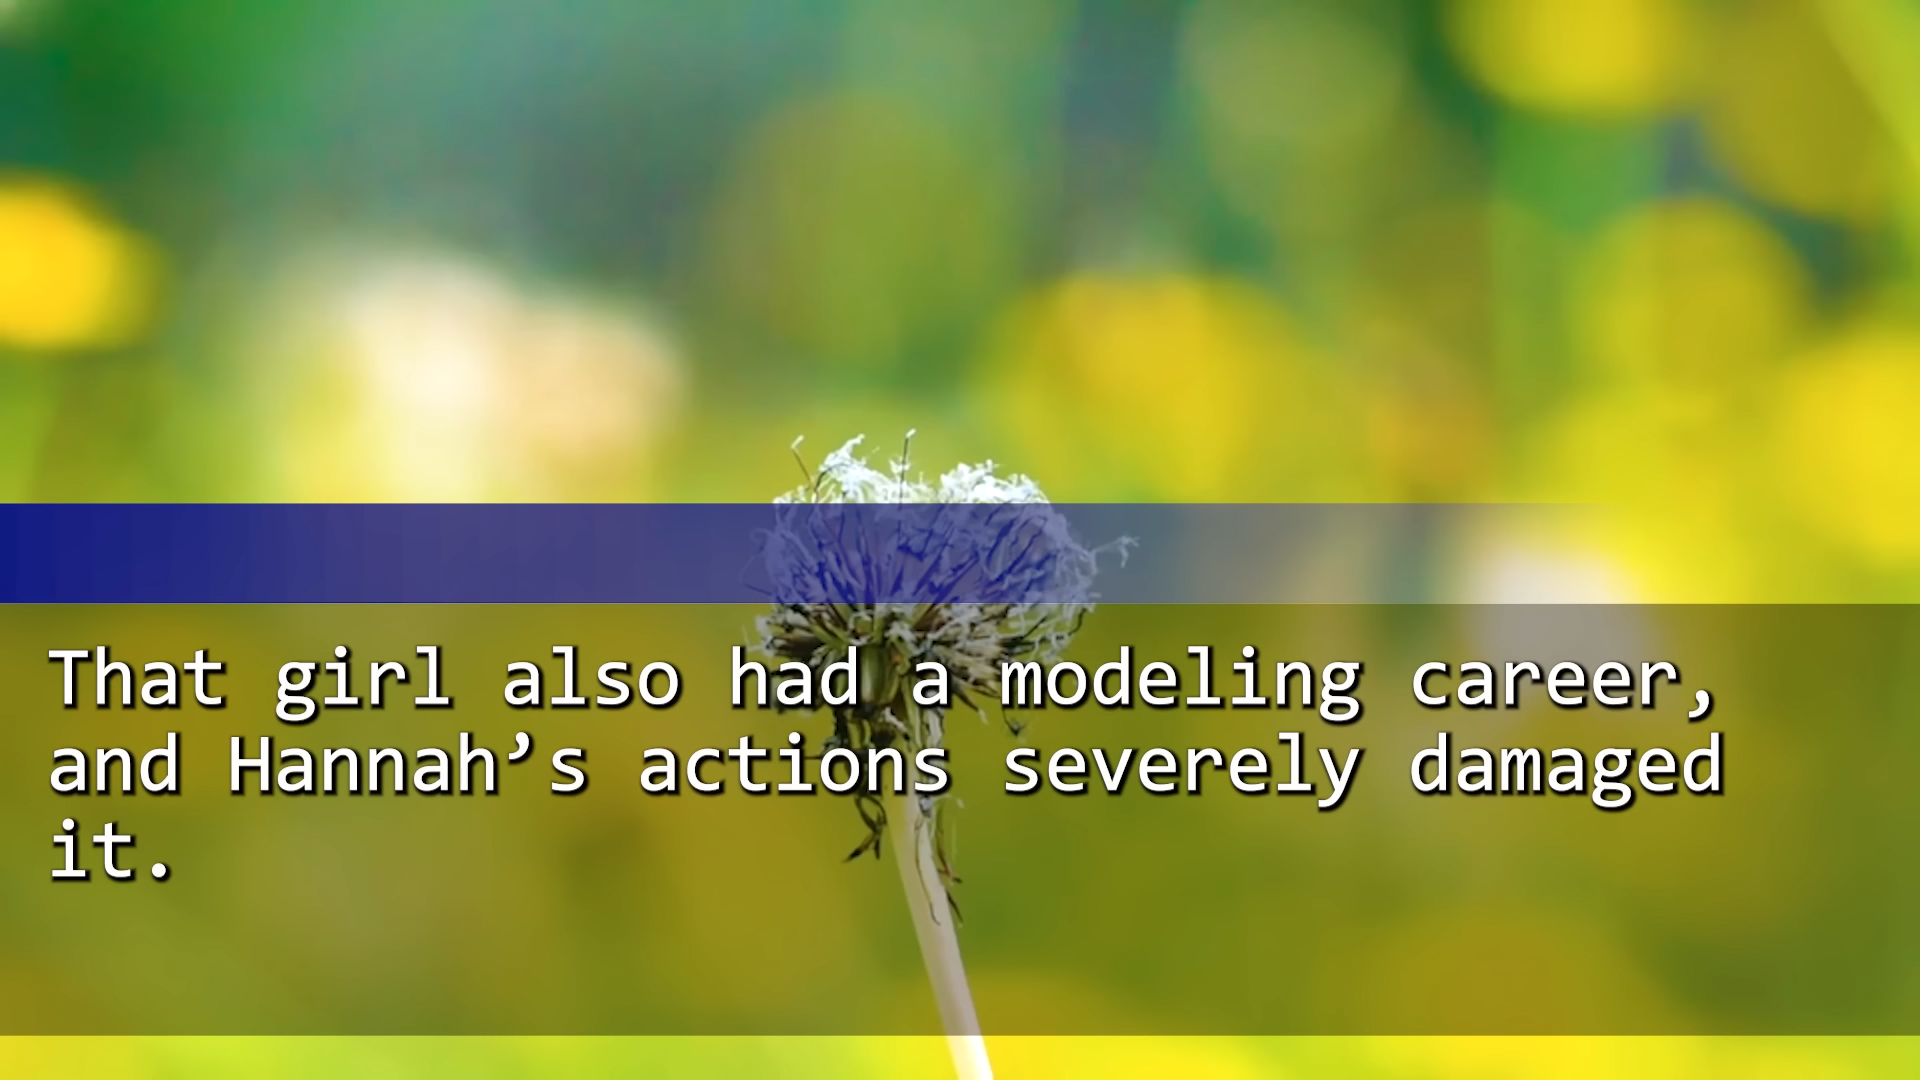 That girl also had a modeling career,
and Hannah’s actions severely damaged
it.